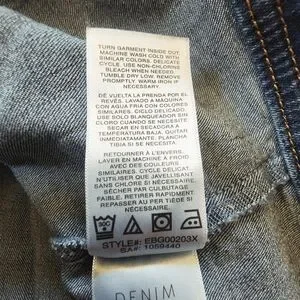 TURN GARMENT INSIDE OUT.
MACHINE WASH COLD WITH
SIMILAR COLORS. DELICATE
CYCLE. USE NON-CHLORINE
BLEACH WHEN NEEDED.
TUMBLE DRY LOW. REMOVE
PROMPTLY. WARM IRON IF
NECESSARY.
DÉ VUELTA LA PRENDA POR EL
REVÉS. LAVADO A MÁQUINA
CON AGUA FRÍA CON COLORES
SIMILARES. CICLO DELICADO.
USE SOLO BLANQUEADOR SIN
CLORO CUANDO SE NECESITE.
SECAR EN SECADORA A
TEMPERATURA BAJA. QUITAR
INMEDIATAMENTE. PLANCHA
TIBIA SI SE NECESITA.
RETOURNER À L'ENVERS.
LAVER EN MACHINE À FROID
AVEC DES COULEURS
SIMILAIRES. CYCLE DÉLICAT.
N'UTILISER QUE JAVELLISANT
SANS CHLORE SI NÉCESSAIRE.
SÉCHER PAR CULBUTAGE
FAIBLE. RETIRER RAPIDEMENT.
REPASSER AU FER TIÈDE SI
NÉCESSAIRE.
STYLE#: EBG00203X
SA#: 1059440
DENIM